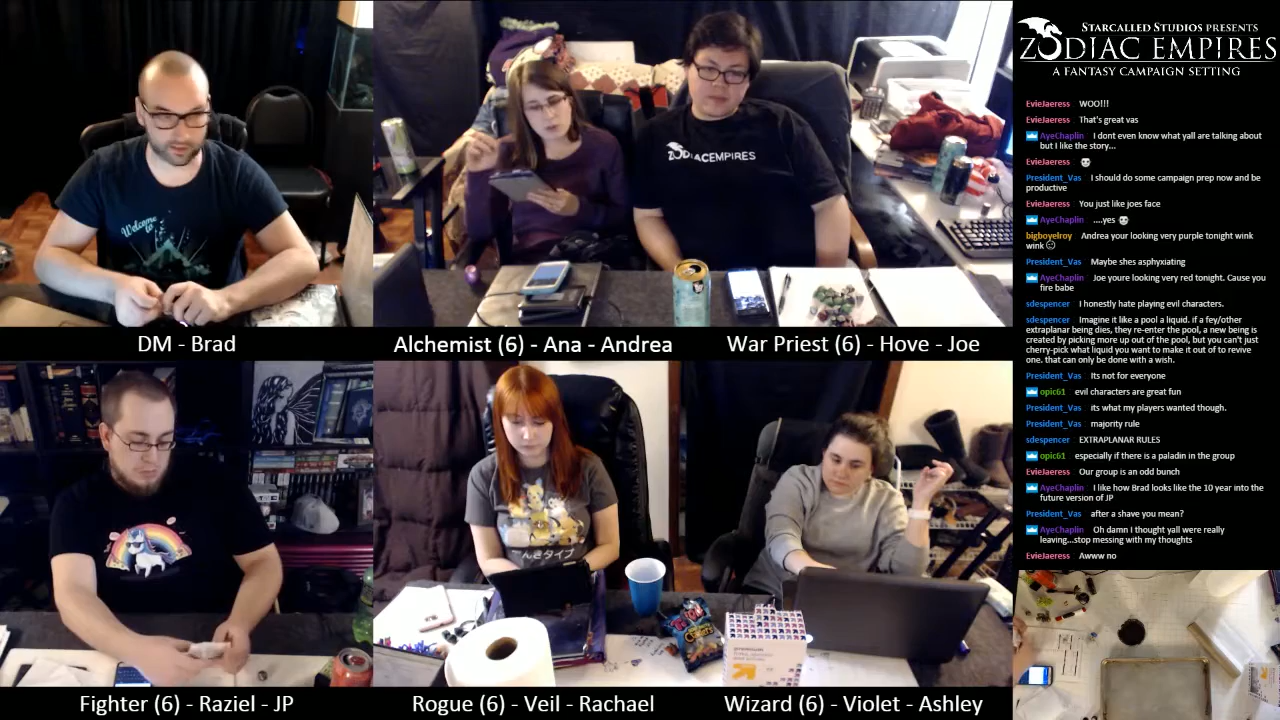 STARCALLED STUDIOS PRESENTS
ZODIAC EMPIRES
A FANTASY CAMPAIGN SETTING
EvieJaeress WOO!!!
EvieJaeress That's great vas
AyeChaplin I dont even know what yall are talking about
but I like the story...
EvieJaeress
President_Vas I should do some campaign prep now and be
productive
EvieJaeress You just like joes face
AyeChaplin ....yes
bigboyelroy Andrea your looking very purple tonight wink
wink
President_Vas Maybe shes asphyxiating
AyeChaplin Joe youre looking very red tonight. Cause you
fire babe
sdespencer I honestly hate playing evil characters.
sdespencer Imagine it like a pool a liquid. if a fey/other
extraplanar being dies, they re-enter the pool, a new being is
created by picking more up out of the pool, but you can't just
cherry-pick what liquid you want to make it out of to revive
one. that can only be done with a wish.
President_Vas Its not for everyone
opic61 evil characters are great fun
President_Vas its what my players wanted though.
President_Vas majority rule
sdespencer EXTRAPLANAR RULES
opic61 especially if there is a paladin in the group
EvieJaeress Our group is an odd bunch
AyeChaplin I like how Brad looks like the 10 year into the
future version of JP
President_Vas after a shave you mean?
AyeChaplin Oh damn I thought yall were really
leaving...stop messing with my thoughts
EvieJaeress Awww no
Welcome
to
ZODIACEMPIRES
DM - Brad
Alchemist (6) - Ana - Andrea
War Priest (6) - Hove - Joe
でんきタイプ
premium
Fighter (6) - Raziel - JP
Rogue (6) - Veil - Rachael
Wizard (6) - Violet - Ashley